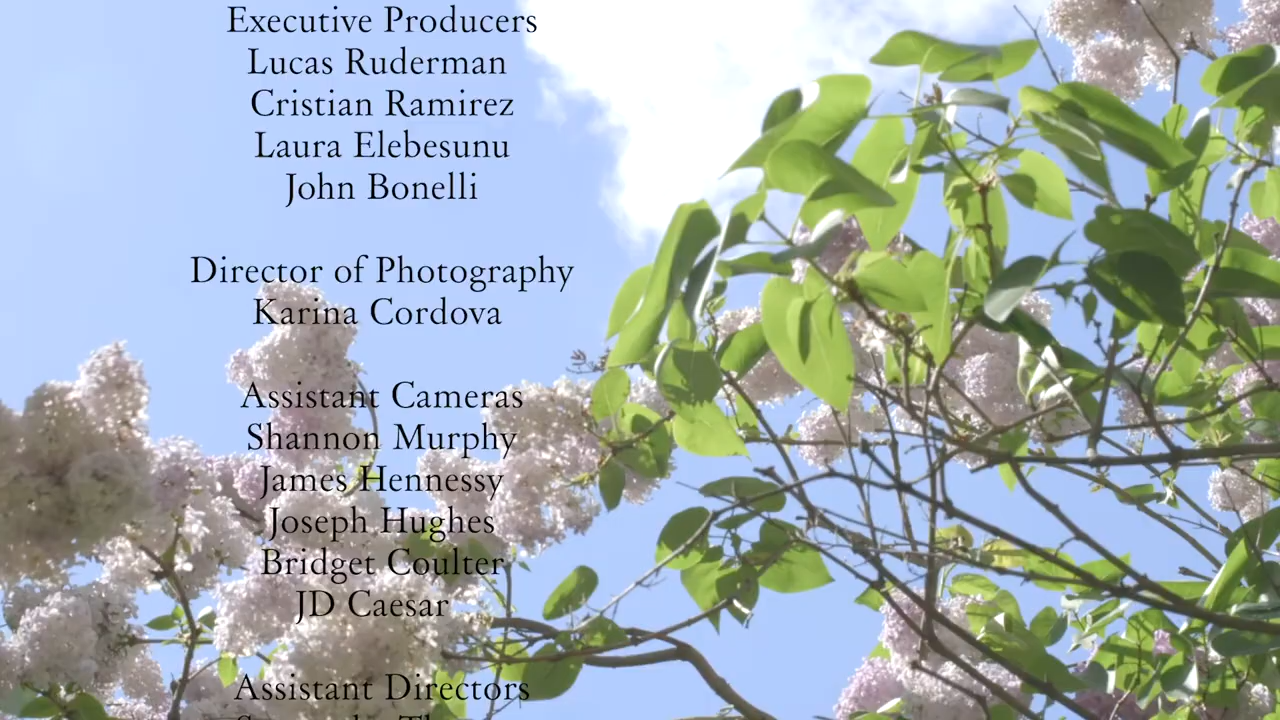 Executive Producers
Lucas Ruderman
Cristian Ramirez
Laura Elebesunu
John Bonelli
Director of Photography
Karina Cordova
Assistant Cameras
Shannon Murphy
James Hennessy
Joseph Hughes
Bridget Coulter
JD Caesar
Assistant Directors